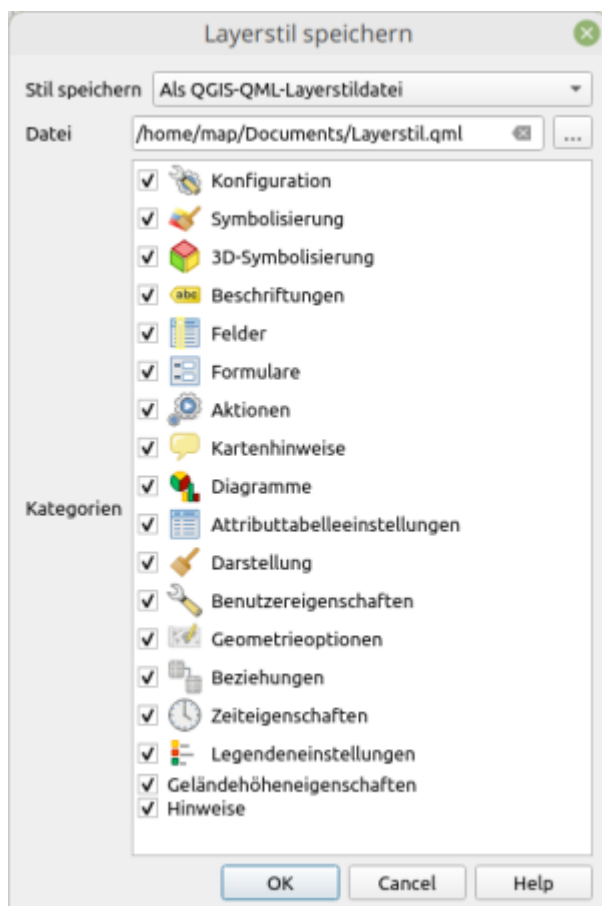 Layerstil speichern
Stil speichern Als QGIS-QML-Layerstildatei
Datei /home/map/Documents/Layerstil.qml ...
Konfiguration
Symbolisierung
3D-Symbolisierung
abc Beschriftungen
Felder
Formulare
Aktionen
Kartenhinweise
Diagramme
Kategorien
Attributtabelleeinstellungen
Darstellung
Benutzereigenschaften
Geometrieoptionen
Beziehungen
Zeiteigenschaften
Legendeneinstellungen
Geländehöheneigenschaften
Hinweise
OK Cancel Help